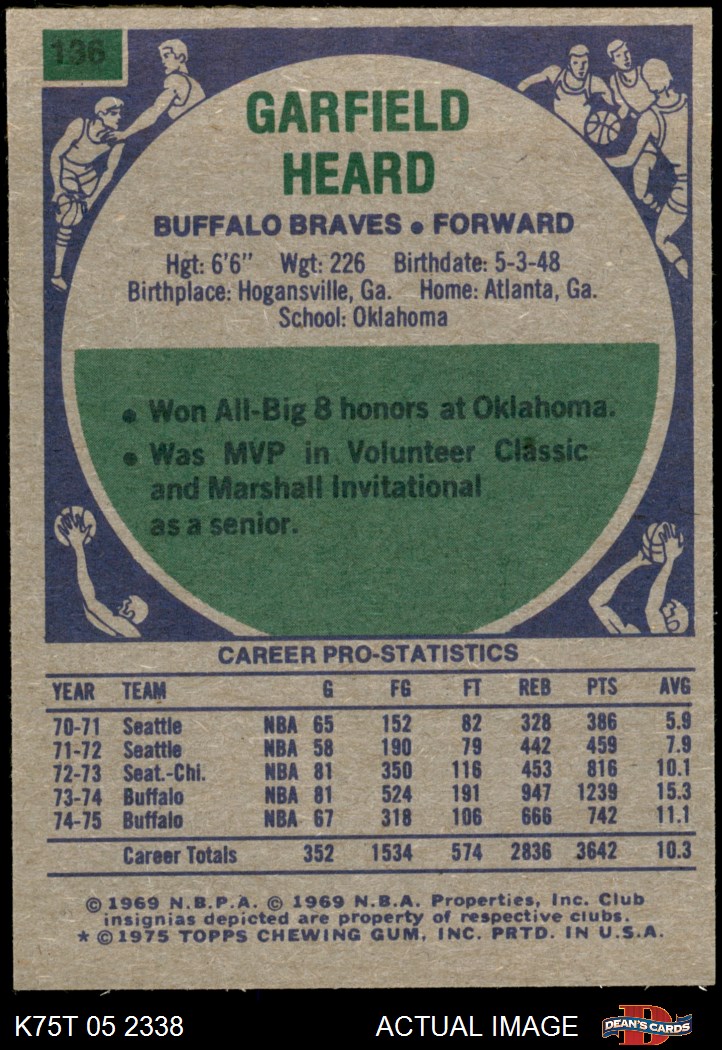 136
GARFIELD
HEARD
BUFFALO BRAVES • FORWARD
Hgt: 6'6" Wgt: 226 Birthdate: 5-3-48
Birthplace: Hogansville, Ga. Home: Atlanta, Ga.
School: Oklahoma
• Won All-Big 8 honors at Oklahoma.
• Was MVP in Volunteer Classic
and Marshall Invitational
as a senior.
CAREER PRO-STATISTICS
YEAR TEAM G FG FT REB PTS AVG
70-71 Seattle NBA 65 152 82 328 386 5.9
71-72 Seattle NBA 58 190 79 442 459 7.9
72-73 Seat.-Chi. NBA 81 350 116 453 816 10.1
73-74 Buffalo NBA 81 524 191 947 1239 15.3
74-75 Buffalo NBA 67 318 106 666 742 11.1
Career Totals 352 1534 574 2836 3642 10.3
© 1969 N.B.P.A. © 1969 N.B.A. Properties, Inc. Club
insignias depicted are property of respective clubs.
* © 1975 TOPPS CHEWING GUM, INC. PRTD. IN U.S.A.
K75T 05 2338 ACTUAL IMAGE D DEAN'S CARDS